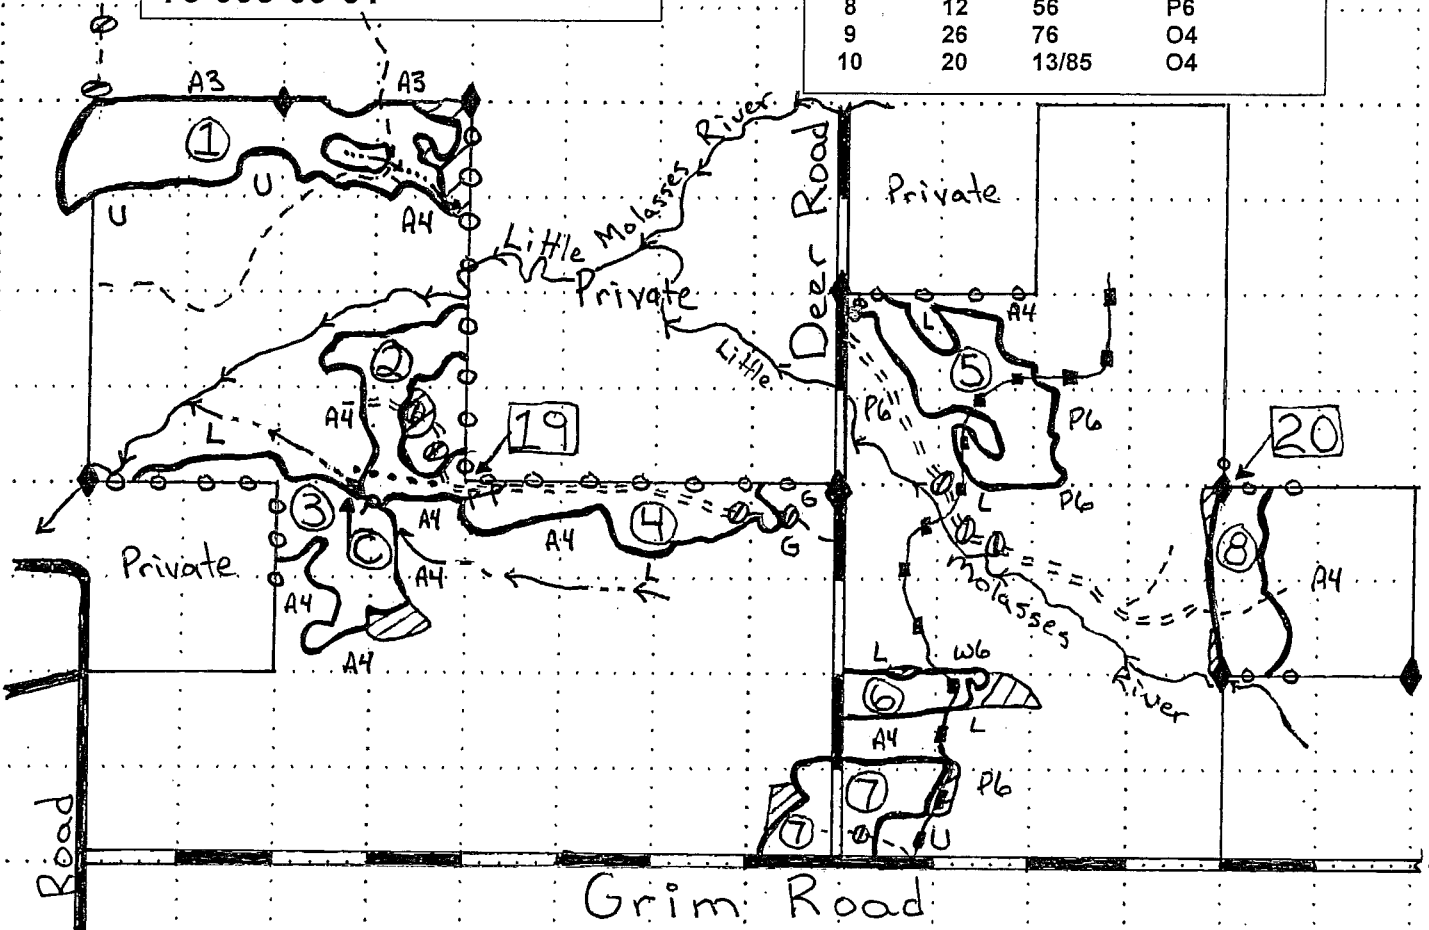 8 12 56 P6
9 26 76 O4
10 20 13/85 O4
A3 A3
River
1
Deer Road
Private
U
U
A4
Little Molasses
Private
A4
L
2
5
Little
A4
P6
P6
19
20
L
L
P6
3
G
4
8
A4
A4
G
C
Private
A4
A4
L
Molasses
A4
A4
L
W6
River
6
L
A4
7
P6
7
U
Road
Grim Road